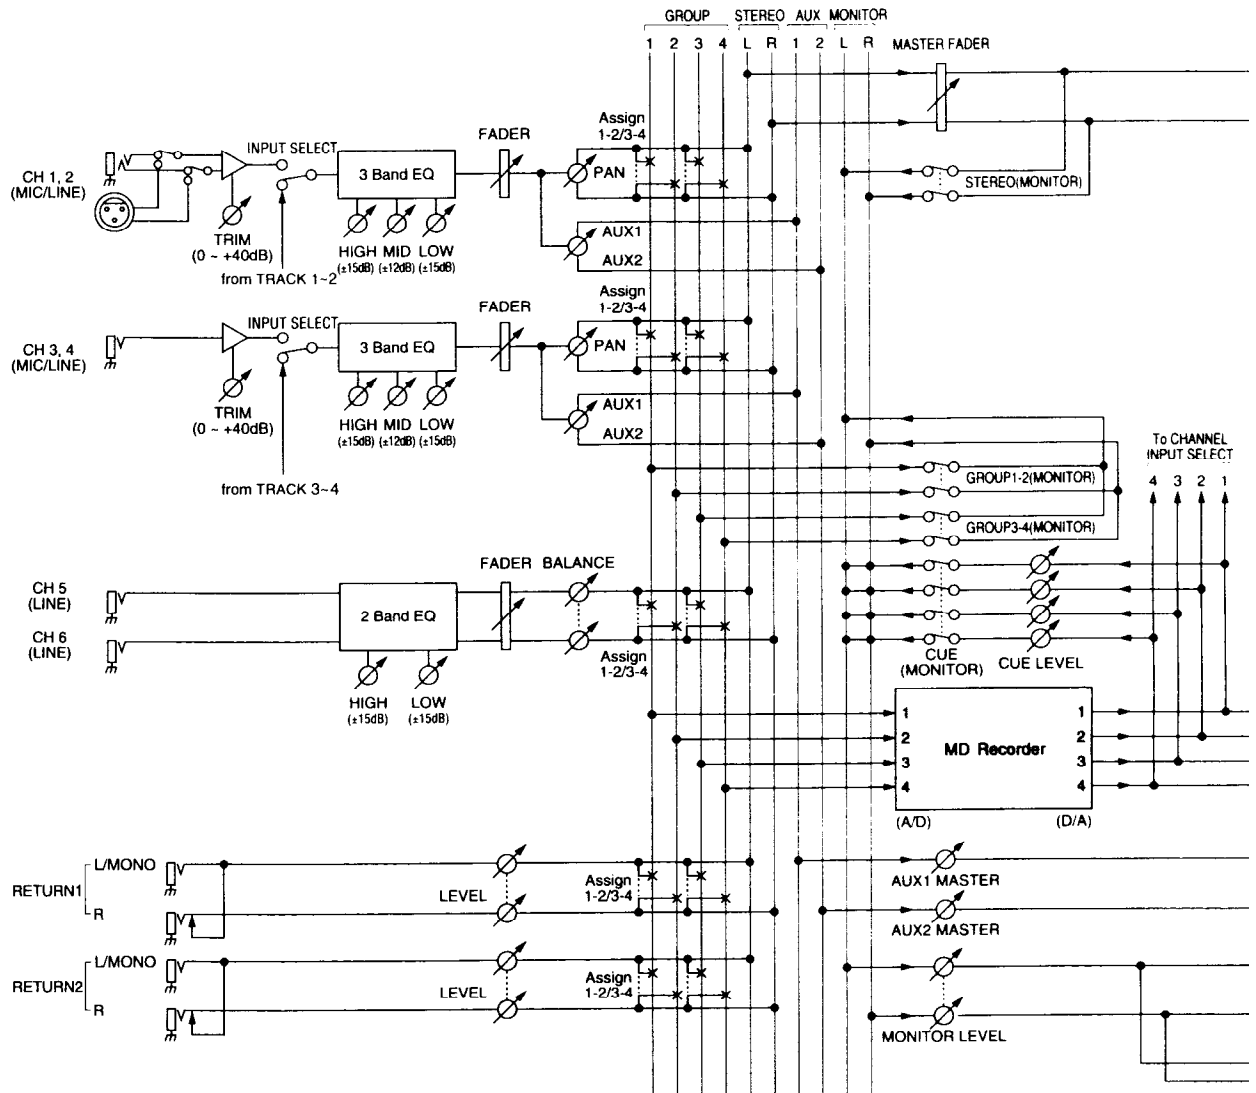 GROUP STEREO AUX MONITOR
1 2 3 4 L R 1 2 L R MASTER FADER
Assign
1-2/3-4
FADER
INPUT SELECT
CH 1, 2
(MIC/LINE)
3 Band EQ
PAN
STEREO(MONITOR)
TRIM
(0 ~ +40dB)
HIGH MID LOW
(±15dB) (±12dB) (±15dB)
AUX1
AUX2
from TRACK 1~2
Assign
1-2/3-4
FADER
INPUT SELECT
CH 3, 4
(MIC/LINE)
3 Band EQ
PAN
TRIM
(0 ~ +40dB)
HIGH MID LOW
(±15dB) (±12dB) (±15dB)
AUX1
AUX2
from TRACK 3~4
To CHANNEL
INPUT SELECT
4 3 2 1
GROUP1-2(MONITOR)
GROUP3-4(MONITOR)
FADER BALANCE
CH 5
(LINE)
CH 6
(LINE)
2 Band EQ
Assign
1-2/3-4
HIGH LOW
(±15dB) (±15dB)
CUE
(MONITOR)
CUE LEVEL
1 1
2 2
MD Recorder
3 3
4 4
(A/D) (D/A)
RETURN1
L/MONO
R
LEVEL
Assign
1-2/3-4
AUX1 MASTER
AUX2 MASTER
RETURN2
L/MONO
R
LEVEL
Assign
1-2/3-4
MONITOR LEVEL